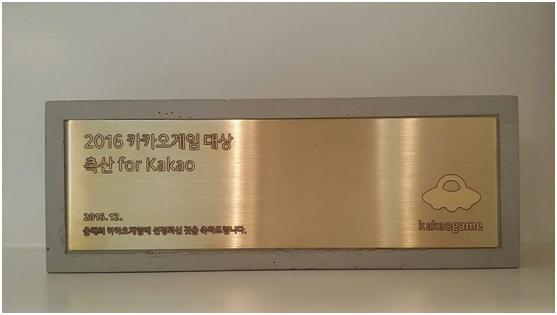 2016 카카오게임 대상
흑산 for Kakao
2016.12.
올해의 카카오게임에 선정되신 것을 축하드립니다.
kakaogame